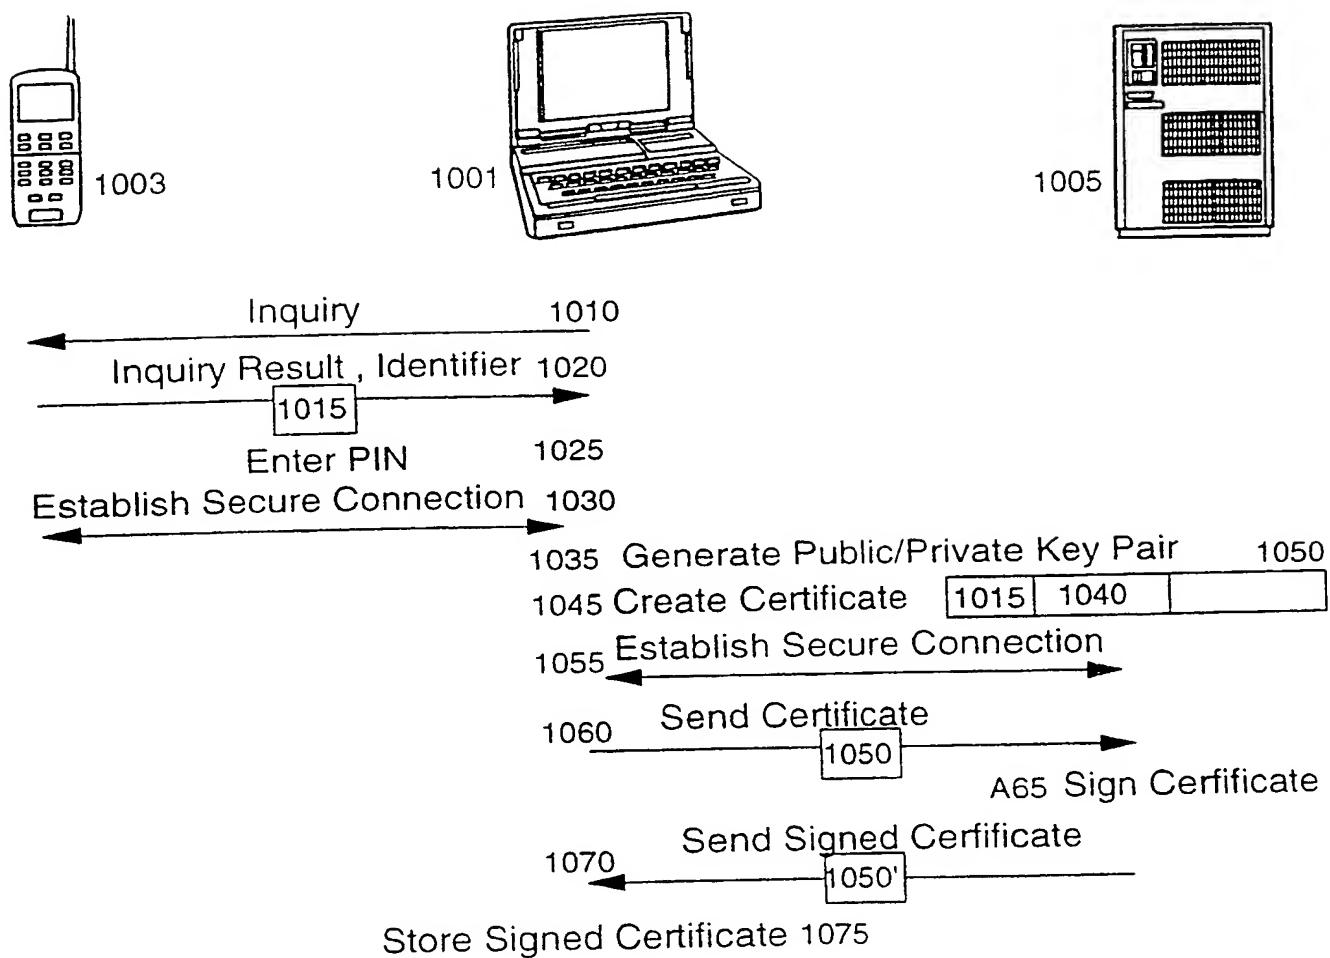 1003
1001
1005
Inquiry 1010
Inquiry Result , Identifier 1020
1015
Enter PIN 1025
Establish Secure Connection 1030
1035 Generate Public/Private Key Pair 1050
1045 Create Certificate 1015 1040
1055 Establish Secure Connection
1060 Send Certificate
1050
A65 Sign Cerfificate
Send Signed Cerfificate
1070
1050'
Store Signed Certificate 1075